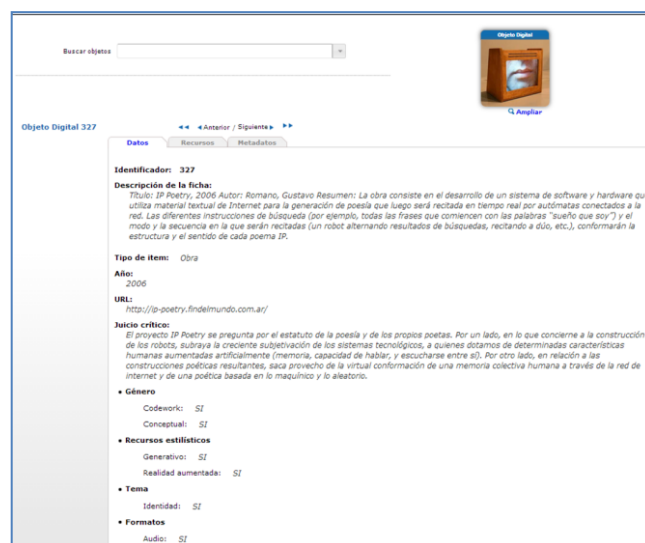 Buscar objetos
Objeto Digital
Ampliar
Objeto Digital 327
Anterior / Siguiente
Datos Recursos Metadatos
Identificador: 327
Descripción de la ficha:
Título: IP Poetry, 2006 Autor: Romano, Gustavo Resumen: La obra consiste en el desarrollo de un sistema de software y hardware qu
utiliza material textual de Internet para la generación de poesía que luego será recitada en tiempo real por autómatas conectados a la
red. Las diferentes instrucciones de búsqueda (por ejemplo, todas las frases que comiencen con las palabras "sueño que soy") y el
modo y la secuencia en la que serán recitadas (un robot alternando resultados de búsquedas, recitando a dúo, etc.), conformarán la
estructura y el sentido de cada poema IP.
Tipo de item: Obra
Año:
2006
URL:
http://ip-poetry.findelmundo.com.ar/
Juicio crítico:
El proyecto IP Poetry se pregunta por el estatuto de la poesía y de los propios poetas. Por un lado, en lo que concierne a la construcción
de los robots, subraya la creciente subjetivación de los sistemas tecnológicos, a quienes dotamos de determinadas características
humanas aumentadas artificialmente (memoria, capacidad de hablar, y escucharse entre sí). Por otro lado, en relación a las
construcciones poéticas resultantes, saca provecho de la virtual conformación de una memoria colectiva humana a través de la red de
internet y de una poética basada en lo maquínico y lo aleatorio.
• Género
Codework: SI
Conceptual: SI
• Recursos estilísticos
Generativo: SI
Realidad aumentada: SI
• Tema
Identidad: SI
• Formatos
Audio: SI